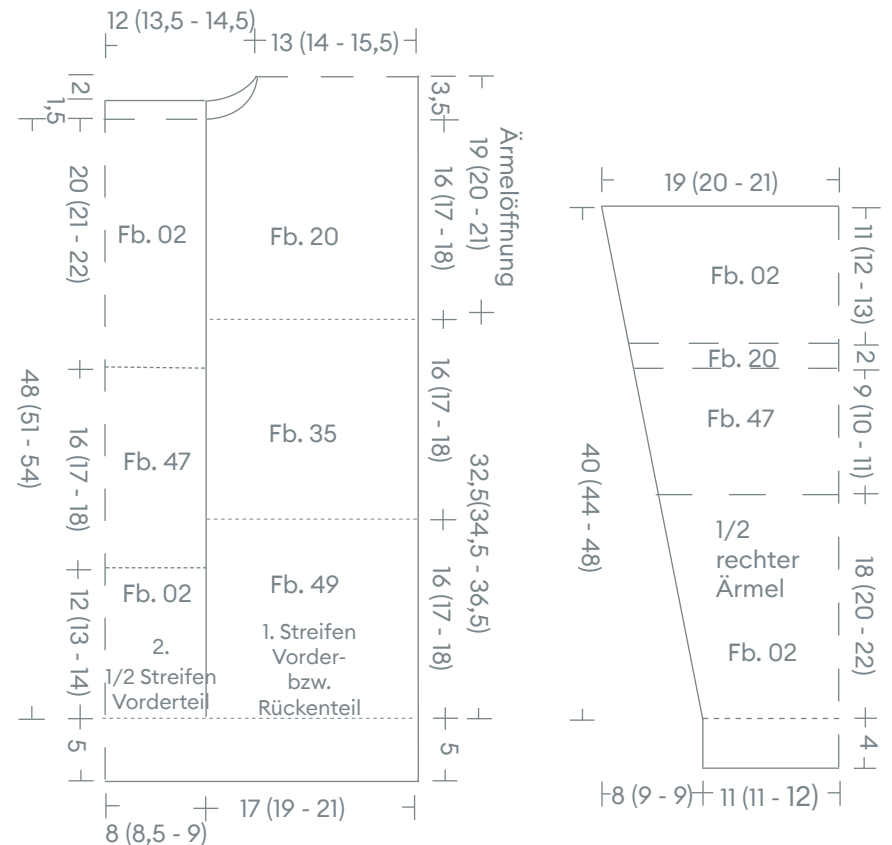 12 (13,5 - 14,5)
13 (14 - 15,5)
2
1,5
20 (21 - 22)
48 (51 - 54)
16 (17 - 18)
12 (13 - 14)
5
Fb. 02
Fb. 47
Fb. 02
2.
1/2 Streifen
Vorderteil
Fb. 20
Fb. 35
Fb. 49
1. Streifen
Vorder-
bzw.
Rückenteil
3,5
16 (17 - 18)
16 (17 - 18)
16 (17 - 18)
5
19 (20 - 21)
Ärmelöffnung
32,5(34,5 - 36,5)
8 (8,5 - 9)
17 (19 - 21)
19 (20 - 21)
40 (44 - 48)
Fb. 02
Fb. 20
Fb. 47
1/2
rechter
Ärmel
Fb. 02
11 (12 - 13)
2
9 (10 - 11)
18 (20 - 22)
4
8 (9 - 9)
11 (11 - 12)